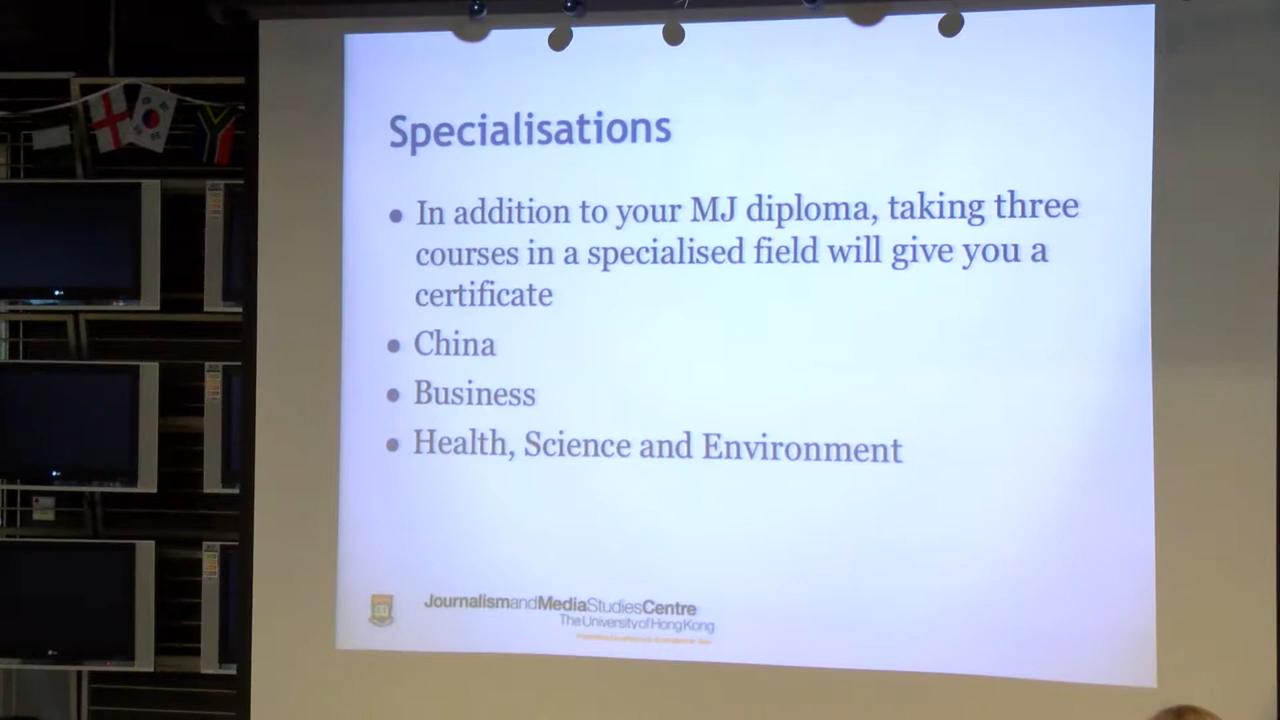 Specialisations
• In addition to your MJ diploma, taking three
courses in a specialised field will give you a
certificate
• China
• Business
• Health, Science and Environment
JournalismandMediaStudiesCentre
The University of Hong Kong